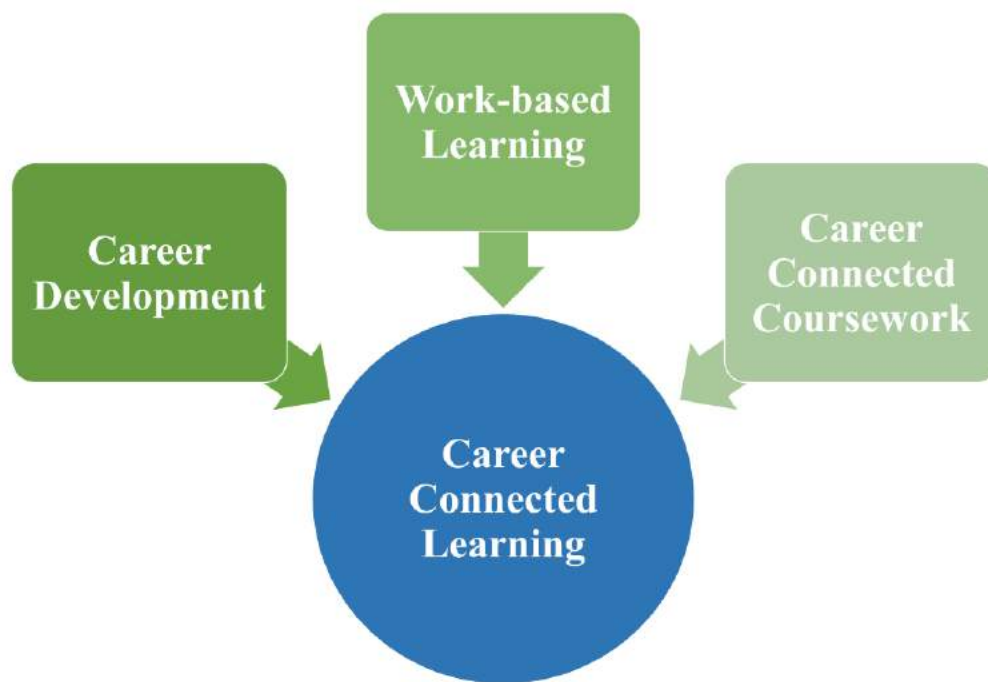 Work-based
Learning
Career
Development
Career
Connected
Coursework
Career
Connected
Learning